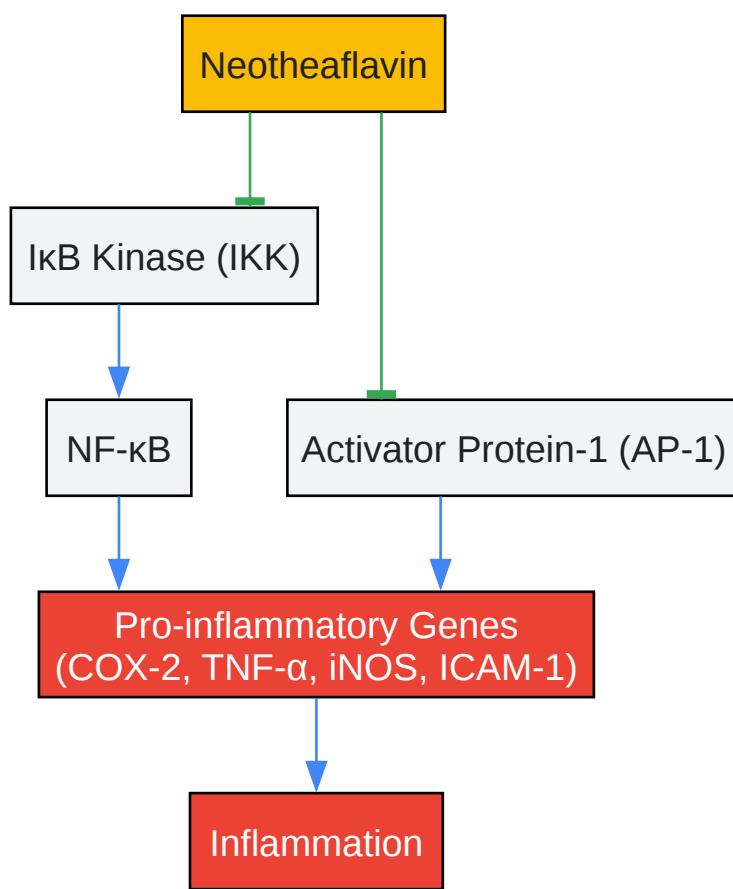 Neotheaflavin
IκB Kinase (IKK)
NF-κB
Activator Protein-1 (AP-1)
Pro-inflammatory Genes
(COX-2, TNF-α, iNOS, ICAM-1)
Inflammation